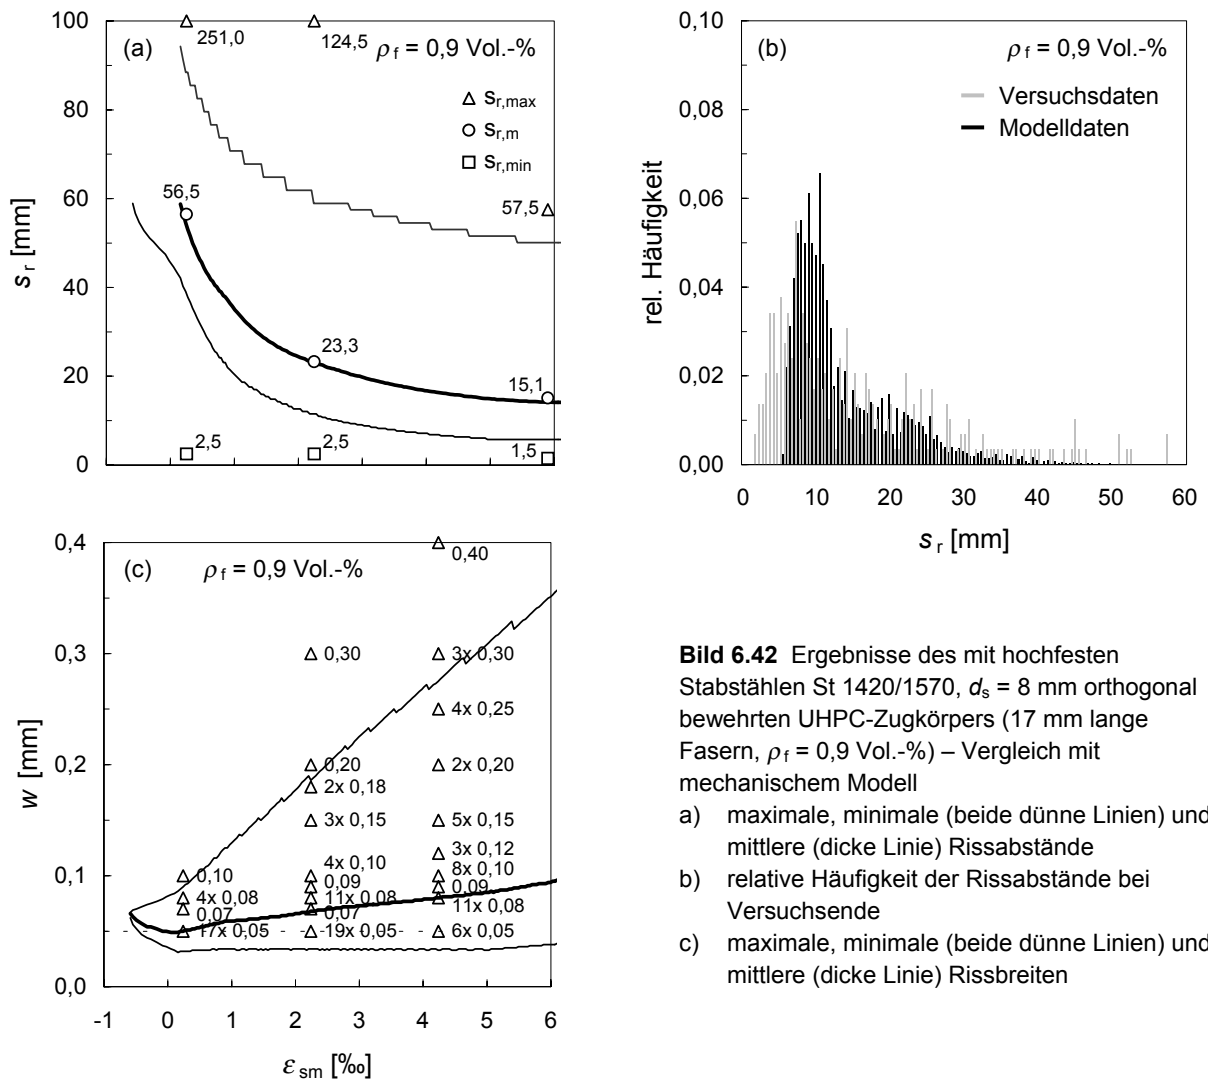 (a)
ρf = 0,9 Vol.-%
251,0
124,5
sr,max
sr,m
sr,min
56,5
57,5
23,3
15,1
2,5
2,5
1,5
100
80
60
40
20
0
sr [mm]
(b)
ρf = 0,9 Vol.-%
Versuchsdaten
Modelldaten
0,10
0,08
0,06
0,04
0,02
0,00
rel. Häufigkeit
0 10 20 30 40 50 60
sr [mm]
(c)
ρf = 0,9 Vol.-%
0,4
0,3
0,2
0,1
0,0
w [mm]
0,10
4x 0,08
0,07
17x 0,05
0,30
0,20
2x 0,18
3x 0,15
4x 0,10
0,09
11x 0,08
0,07
19x 0,05
0,40
3x 0,30
4x 0,25
2x 0,20
5x 0,15
3x 0,12
8x 0,10
0,09
11x 0,08
6x 0,05
-1 0 1 2 3 4 5 6
εsm [‰]
Bild 6.42 Ergebnisse des mit hochfesten
Stabstählen St 1420/1570, ds = 8 mm orthogonal
bewehrten UHPC-Zugkörpers (17 mm lange
Fasern, ρf = 0,9 Vol.-%) – Vergleich mit
mechanischem Modell
a) maximale, minimale (beide dünne Linien) und
mittlere (dicke Linie) Rissabstände
b) relative Häufigkeit der Rissabstände bei
Versuchsende
c) maximale, minimale (beide dünne Linien) und
mittlere (dicke Linie) Rissbreiten